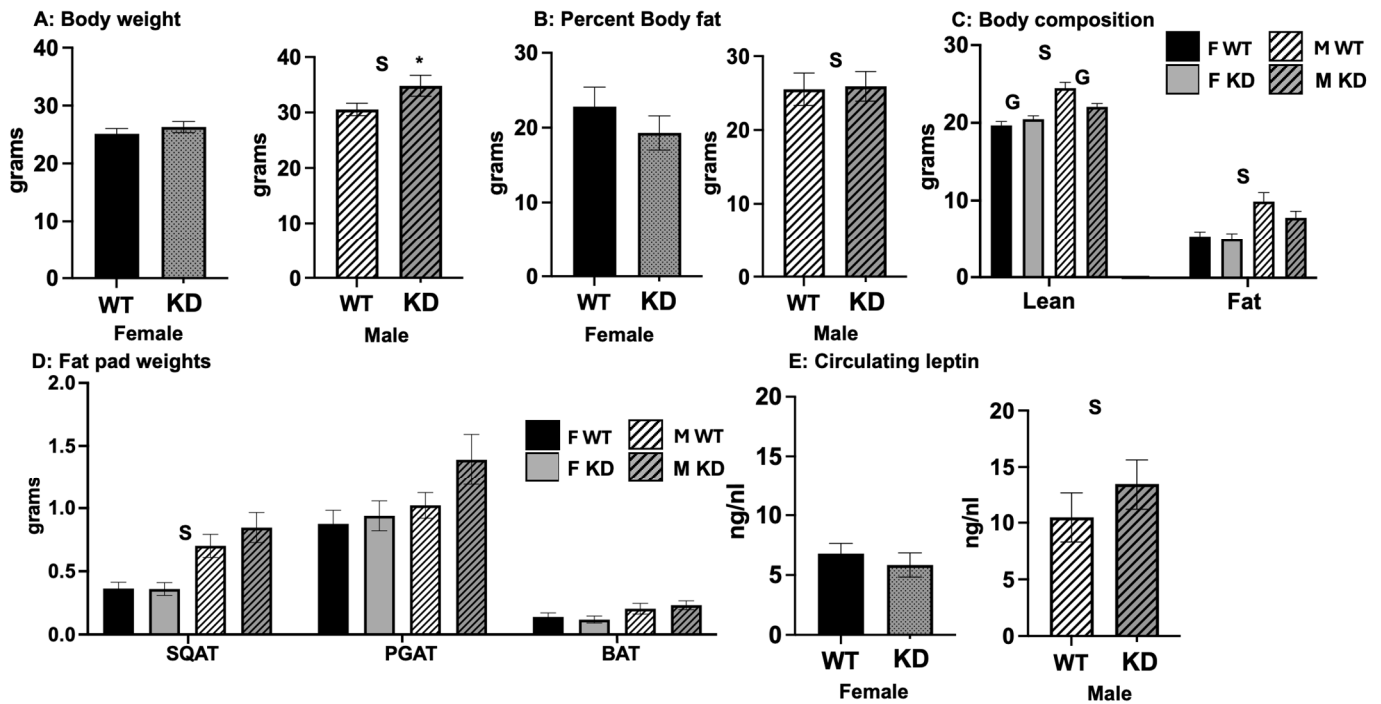 A: Body weight
40
30
20
10
0
grams
WT KD
Female
40
30
20
10
0
grams
S *
WT KD
Male
B: Percent Body fat
30
20
10
0
grams
WT KD
Female
30
20
10
0
grams
S
WT KD
Male
C: Body composition
30
20
10
0
grams
G S G
S
Lean Fat
F WT M WT
F KD M KD
D: Fat pad weights
2.0
1.5
1.0
0.5
0.0
grams
S
SQAT PGAT BAT
F WT M WT
F KD M KD
E: Circulating leptin
20
15
10
5
0
ng/nl
WT KD
Female
20
15
10
5
0
ng/nl
S
WT KD
Male